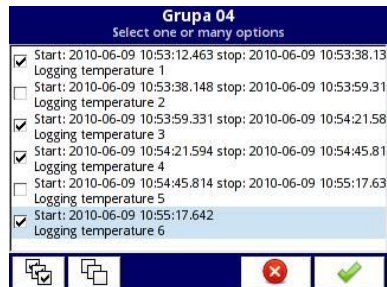 Grupa 04
Select one or many options
Start: 2010-06-09 10:53:12.463 stop: 2010-06-09 10:53:38.13
Logging temperature 1
Start: 2010-06-09 10:53:38.148 stop: 2010-06-09 10:53:59.31
Logging temperature 2
Start: 2010-06-09 10:53:59.331 stop: 2010-06-09 10:54:21.58
Logging temperature 3
Start: 2010-06-09 10:54:21.594 stop: 2010-06-09 10:54:45.81
Logging temperature 4
Start: 2010-06-09 10:54:45.814 stop: 2010-06-09 10:55:17.63
Logging temperature 5
Start: 2010-06-09 10:55:17.642
Logging temperature 6